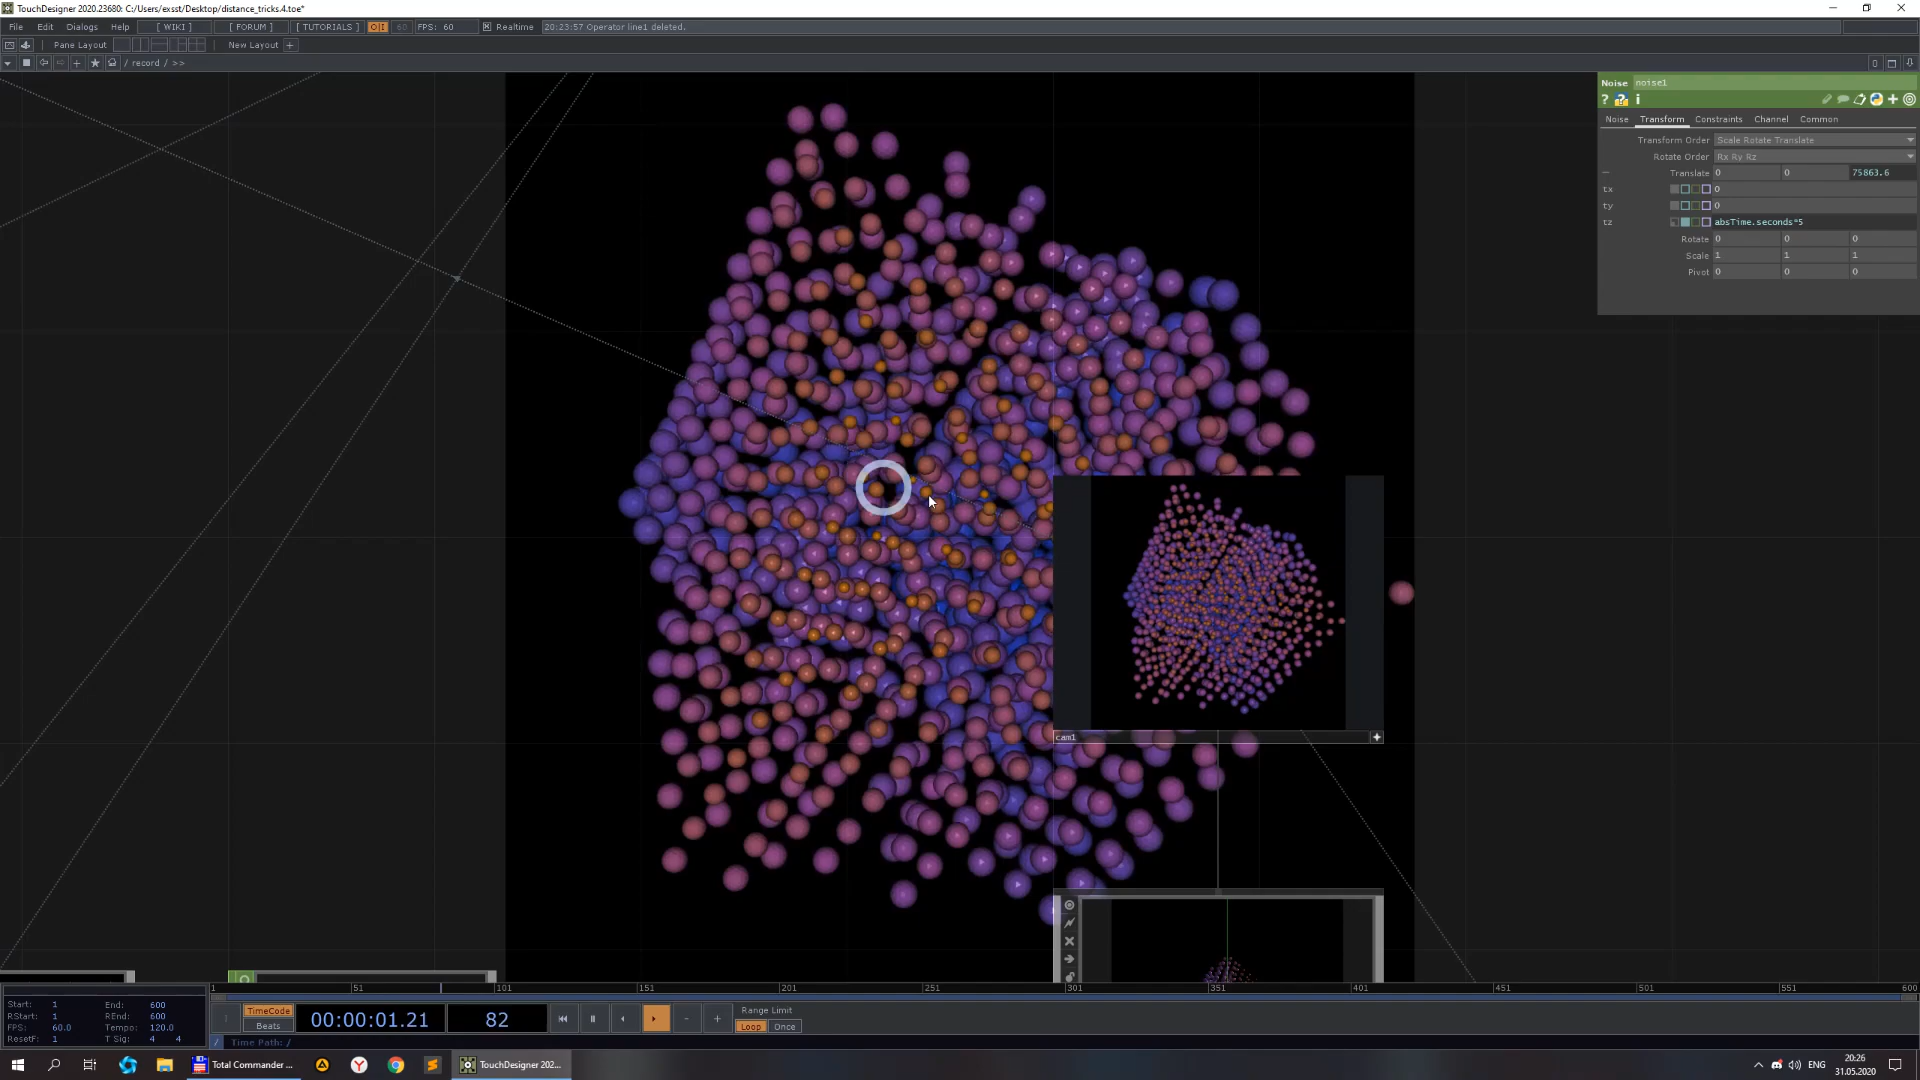 TouchDesigner 2020.23680: C:/Users/exsst/Desktop/distance_tricks.4.toe*
File Edit Dialogs Help [ WIKI ] [ FORUM ] [ TUTORIALS ] O|I 60 FPS: 60 Realtime 20:23:57 Operator line1 deleted.
Pane Layout New Layout +
/ record / >>
0
Noise noise1
? ? i
Noise Transform Constraints Channel Common
Transform Order Scale Rotate Translate
Rotate Order Rx Ry Rz
Translate 0 0 75863.6
tx 0
ty 0
tz absTime.seconds*5
Rotate 0 0 0
Scale 1 1 1
Pivot 0 0 0
cam1
1 51 101 151 201 251 301 351 401 451 501 551 600
Start: 1 End: 600
RStart: 1 REnd: 600
FPS: 60.0 Tempo: 120.0
ResetF: 1 T Sig: 4 4
TimeCode
Beats
00:00:01.21
82
Range Limit
Loop Once
/ Time Path: /
Total Commander ...
TouchDesigner 202...
ENG
20:26
31.05.2020